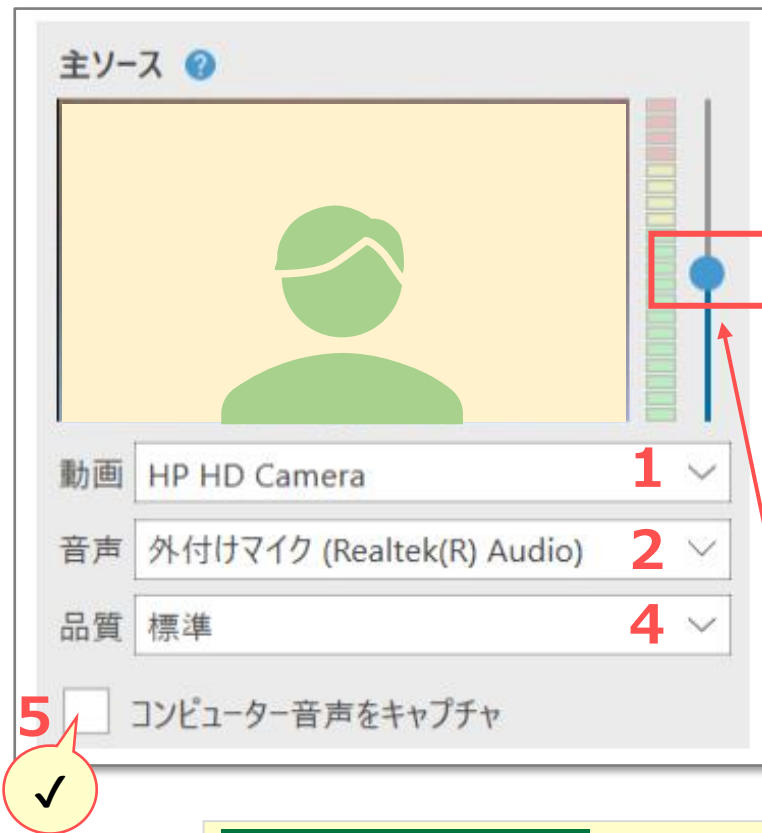 主ソース ?
動画 HP HD Camera 1
音声 外付けマイク (Realtek(R) Audio) 2
品質 標準 4
5 コンピューター音声をキャプチャ
✓